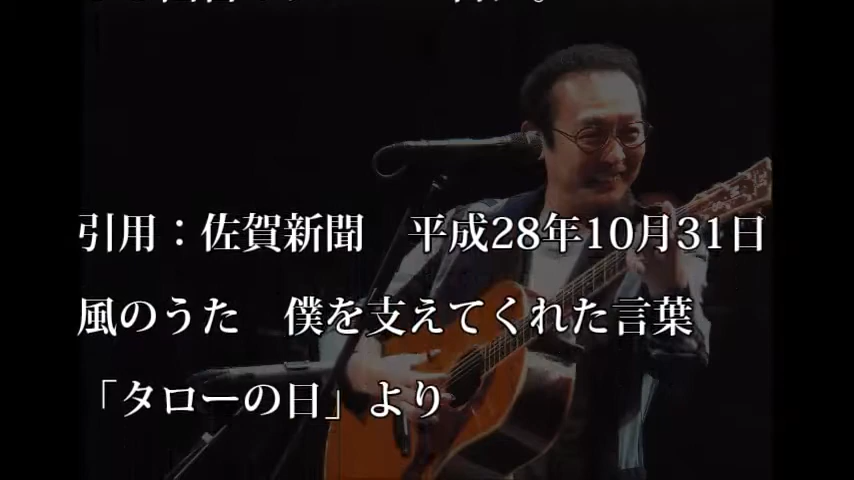 引用：佐賀新聞　平成28年10月31日
風のうた　僕を支えてくれた言葉
「タローの日」より